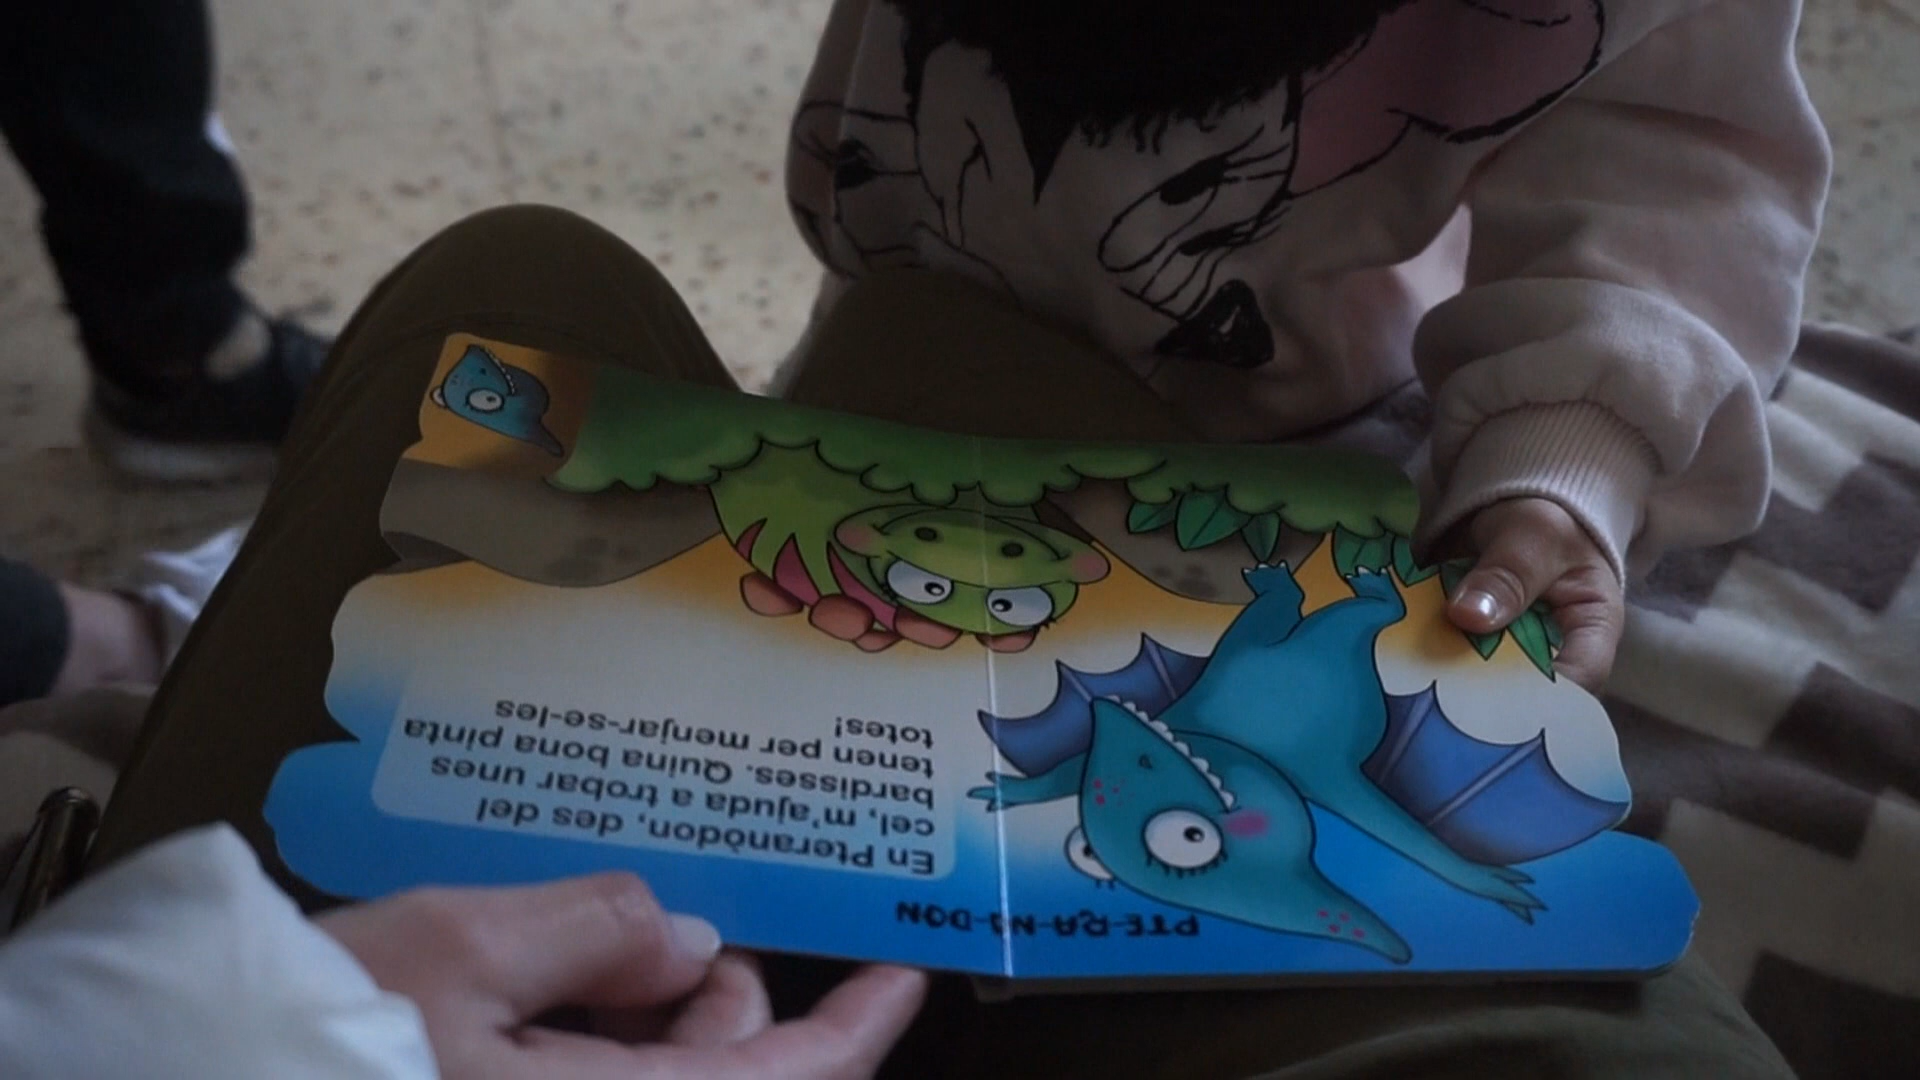 PTE-RA-NO-DON
En Pteranòdon, des del
cel, m'ajuda a trobar unes
bardisses. Quina bona pinta
tenen per menjar-se-les
totes!